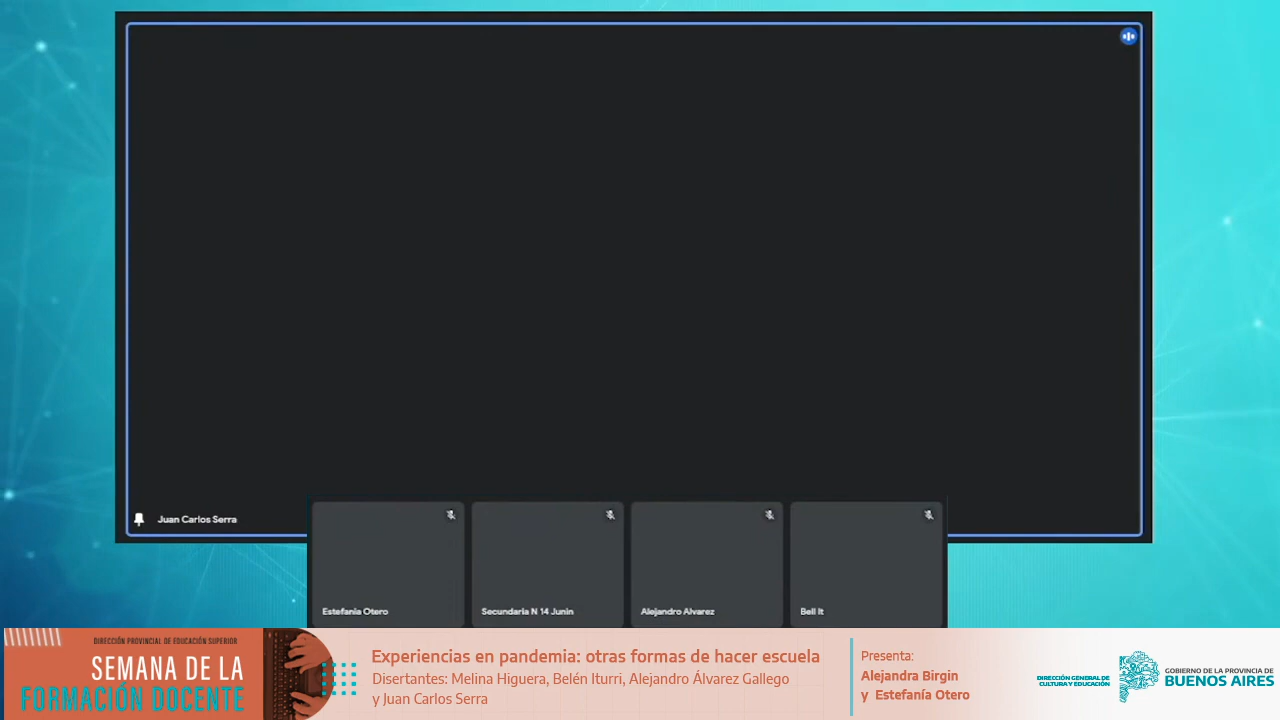 Juan Carlos Serra
Estefanía Otero
Secundaria N 14 Junin
Alejandro Alvarez
Bell It
DIRECCIÓN PROVINCIAL DE EDUCACIÓN SUPERIOR
SEMANA DE LA
FORMACIÓN DOCENTE
Experiencias en pandemia: otras formas de hacer escuela
Disertantes: Melina Higuera, Belén Iturri, Alejandro Álvarez Gallego
y Juan Carlos Serra
Presenta:
Alejandra Birgin
y Estefanía Otero
DIRECCIÓN GENERAL DE
CULTURA Y EDUCACIÓN
GOBIERNO DE LA PROVINCIA DE
BUENOS AIRES